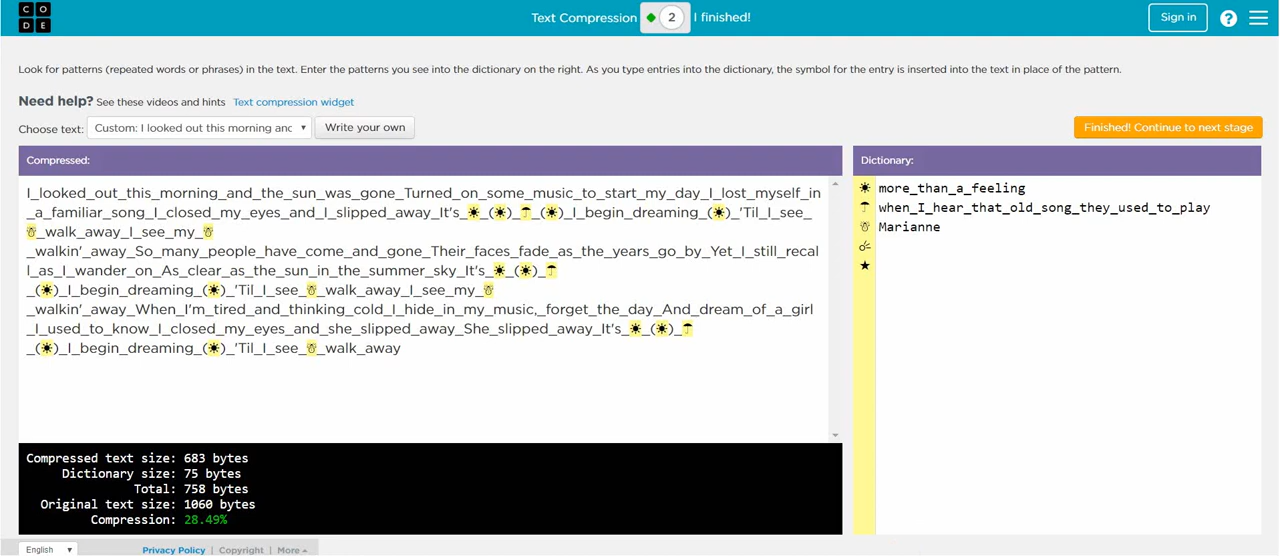 CODE
Text Compression 2 I finished!
Sign in ?
Look for patterns (repeated words or phrases) in the text. Enter the patterns you see into the dictionary on the right. As you type entries into the dictionary, the symbol for the entry is inserted into the text in place of the pattern.
Need help? See these videos and hints Text compression widget
Choose text: Custom: I looked out this morning and Write your own
Finished! Continue to next stage
Compressed:
I_looked_out_this_morning_and_the_sun_was_gone_Turned_on_some_music_to_start_my_day_I_lost_myself_in
_a_familiar_song_I_closed_my_eyes_and_I_slipped_away_It's_☀_(☀)_☂_(☀)_I_begin_dreaming_(☀)_'Til_I_see_
☃_walk_away_I_see_my_☃
_walkin'_away_So_many_people_have_come_and_gone_Their_faces_fade_as_the_years_go_by_Yet_I_still_recal
l_as_I_wander_on_As_clear_as_the_sun_in_the_summer_sky_It's_☀_(☀)_☂
_(☀)_I_begin_dreaming_(☀)_'Til_I_see_☃_walk_away_I_see_my_☃
_walkin'_away_When_I'm_tired_and_thinking_cold_I_hide_in_my_music,_forget_the_day_And_dream_of_a_girl
_I_used_to_know_I_closed_my_eyes_and_she_slipped_away_She_slipped_away_It's_☀_(☀)_☂
_(☀)_I_begin_dreaming_(☀)_'Til_I_see_☃_walk_away
Dictionary:
☀ more_than_a_feeling
☂ when_I_hear_that_old_song_they_used_to_play
☃ Marianne
☄
★
Compressed text size: 683 bytes
Dictionary size: 75 bytes
Total: 758 bytes
Original text size: 1060 bytes
Compression: 28.49%
English Privacy Policy | Copyright | More